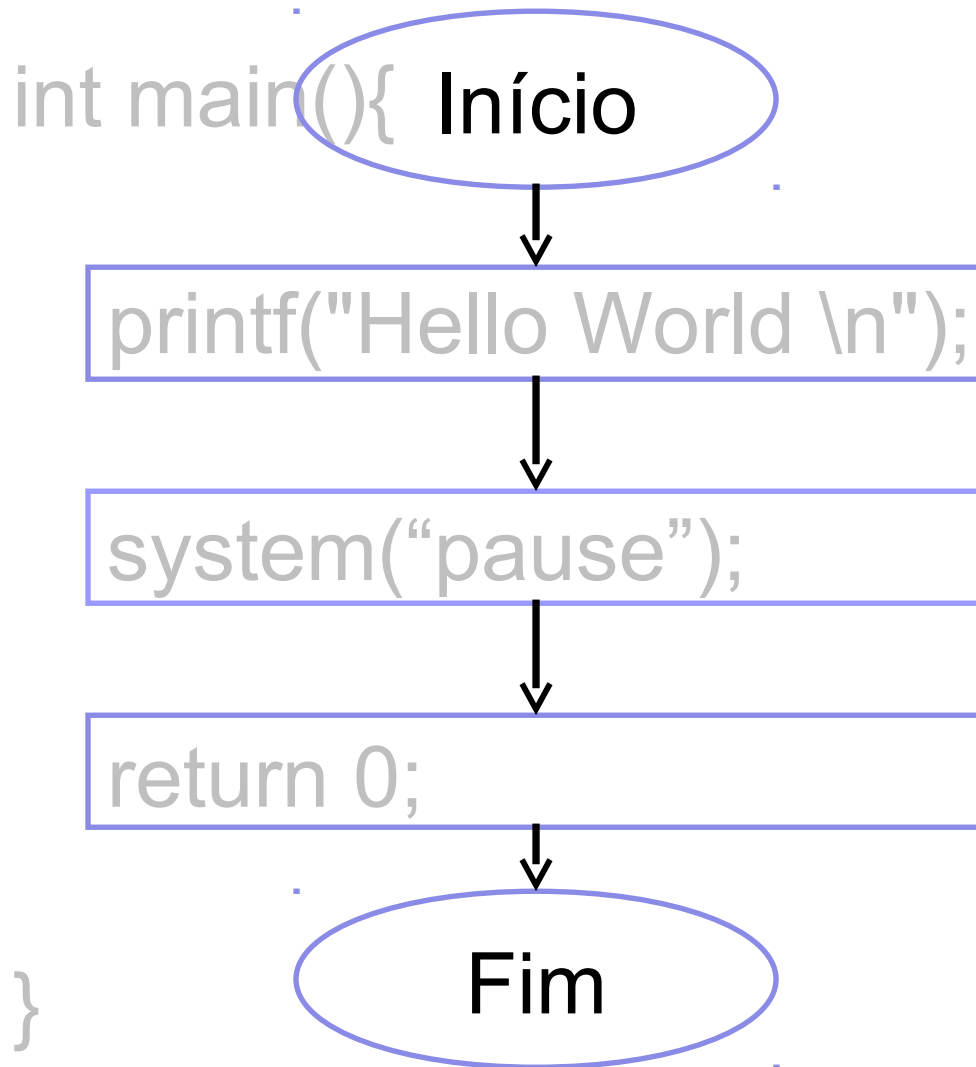 int main(){ Início
printf("Hello World \n");
system(“pause”);
return 0;
Fim
}